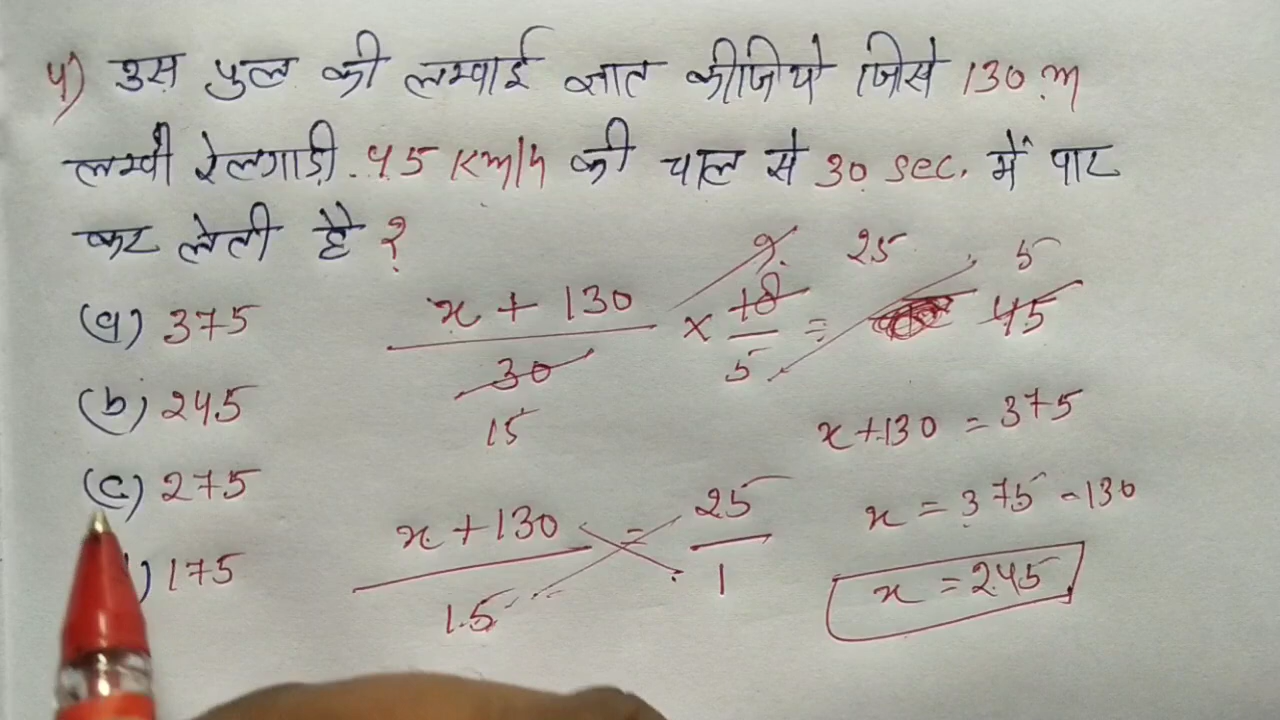 4) उस पुल की लम्बाई ज्ञात कीजिये जिसे 130 m
लम्बी रेलगाड़ी 45 Km/h की चाल से 30 sec. में पार
कर लेती है ?
(a) 375
(b) 245
(c) 275
) 175
x + 130
30
15
× 18
5
2
=
25
5
45
x + 130 = 375
x + 130
15
=
25
1
x = 375 - 130
x = 245